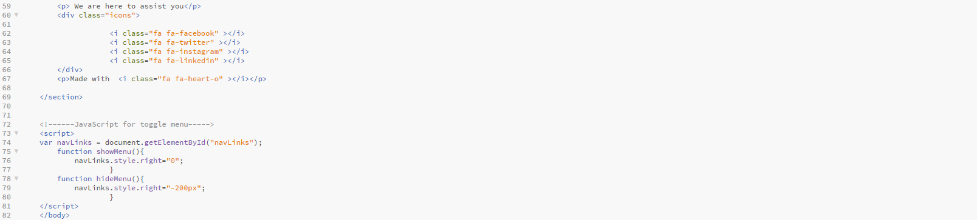 59 <p> We are here to assist you</p>
60 <div class="icons">
61
62 <i class="fa fa-facebook" ></i>
63 <i class="fa fa-twitter" ></i>
64 <i class="fa fa-instagram" ></i>
65 <i class="fa fa-linkedin" ></i>
66 </div>
67 <p>Made with  <i class="fa fa-heart-o" ></i></p>
68
69 </section>
70
71
72 <!------JavaScript for toggle menu----->
73 <script>
74 var navLinks = document.getElementById("navLinks");
75 function showMenu(){
76 navLinks.style.right="0";
77 }
78 function hideMenu(){
79 navLinks.style.right="-200px";
80 }
81 </script>
82 </body>